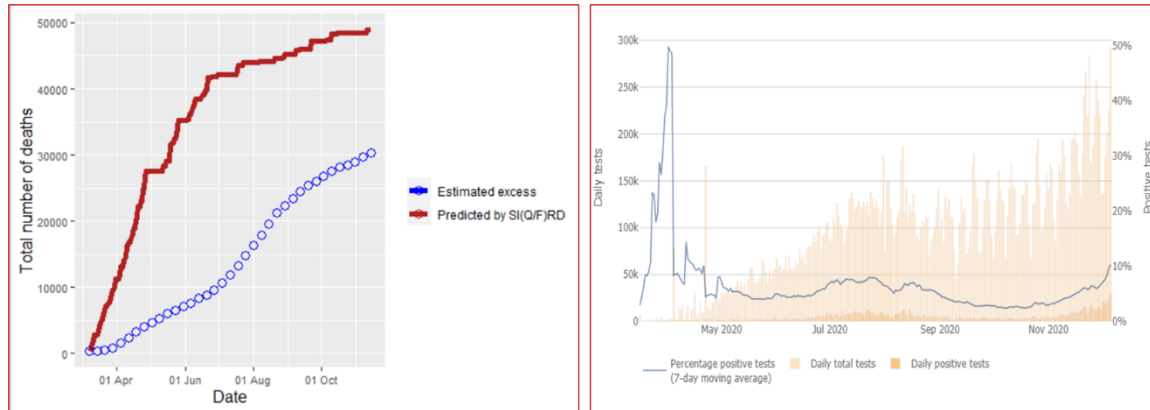 50000
40000
30000
20000
10000
0
Total number of deaths
01 Apr
01 Jun
01 Aug
01 Oct
Date
Estimated excess
Predicted by SI(Q/F)RD
300k
250k
200k
150k
100k
50k
0
Daily tests
50%
40%
30%
20%
10%
0%
Positive tests
May 2020
Jul 2020
Sep 2020
Nov 2020
Percentage positive tests
(7-day moving average)
Daily total tests
Daily positive tests